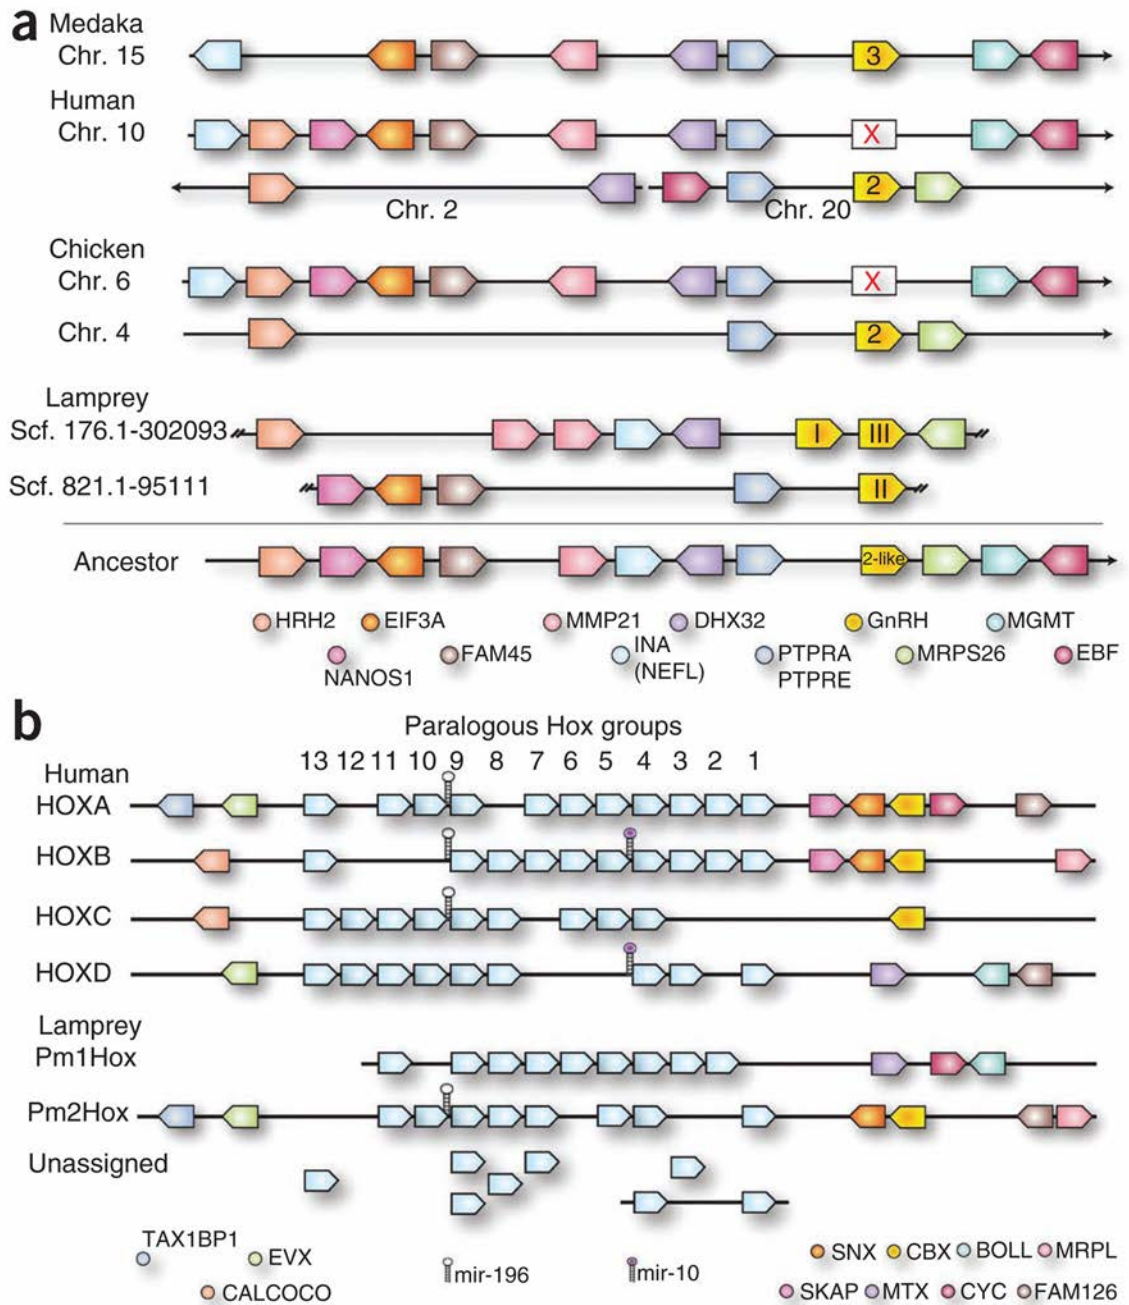 a
Medaka
Chr. 15
3
Human
Chr. 10
X
2
Chr. 2
Chr. 20
Chicken
Chr. 6
X
Chr. 4
2
Lamprey
Scf. 176.1-302093
I
III
Scf. 821.1-95111
II
Ancestor
2-like
HRH2 EIF3A MMP21 DHX32 GnRH MGMT
NANOS1 FAM45 INA (NEFL) PTPRA PTPRE MRPS26 EBF
b
Paralogous Hox groups
13 12 11 10 9 8 7 6 5 4 3 2 1
Human
HOXA
HOXB
HOXC
HOXD
Lamprey
Pm1Hox
Pm2Hox
Unassigned
TAX1BP1
EVX
CALCOCO
mir-196
mir-10
SNX CBX BOLL MRPL
SKAP MTX CYC FAM126